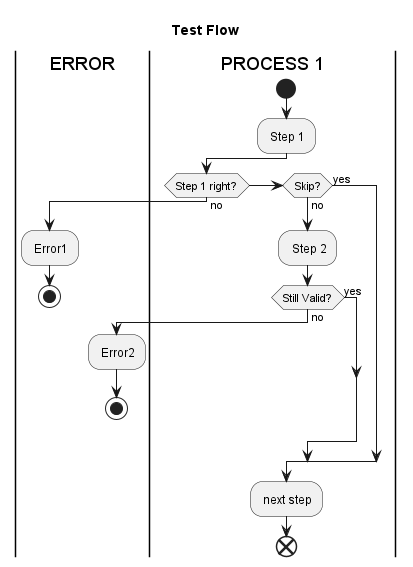 Test Flow
ERROR
PROCESS 1
Step 1
Step 1 right?
Skip?
yes
no
no
Error1
Step 2
Still Valid?
yes
no
Error2
next step